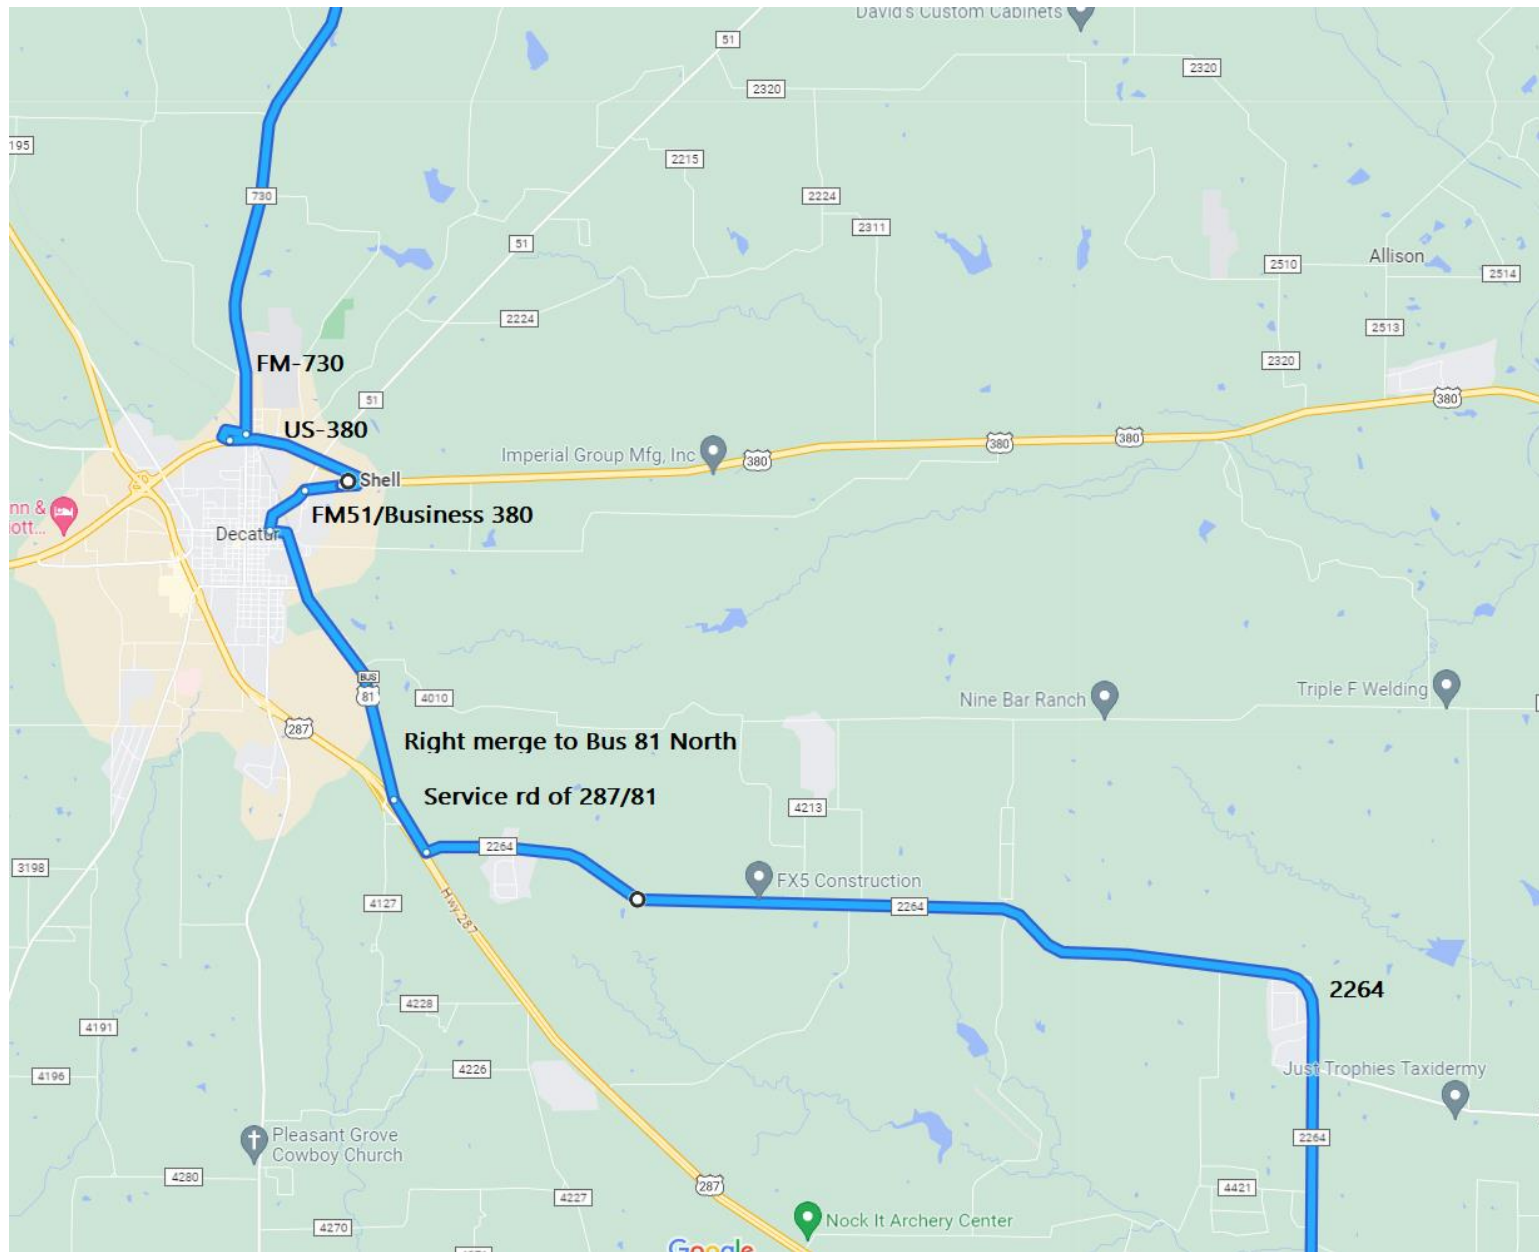 David's Custom Cabinets
51
2320
2320
195
2215
730
2224
2311
51
Allison
2510
2514
2224
2513
FM-730
2320
380
51
US-380
380
380
Imperial Group Mfg, Inc
380
Shell
nn &
ott...
FM51/Business 380
Decatur
BUS
81
4010
Nine Bar Ranch
Triple F Welding
287
Right merge to Bus 81 North
Service rd of 287/81
4213
2264
3198
FX5 Construction
4127
2264
Hwy 287
2264
4228
4191
4226
4196
Just Trophies Taxidermy
Pleasant Grove
Cowboy Church
2264
4280
287
4421
4227
4270
Nock It Archery Center
Google